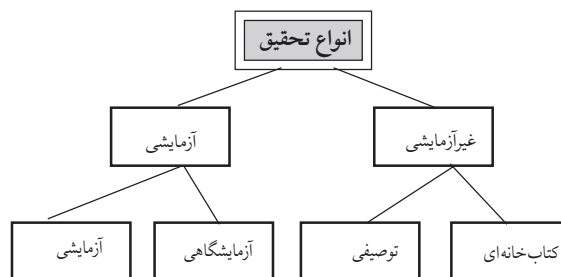 انواع تحقیق
غیرآزمایشی
آزمایشی
کتاب‌خانه‌ای
توصیفی
آزمایشگاهی
آزمایشی